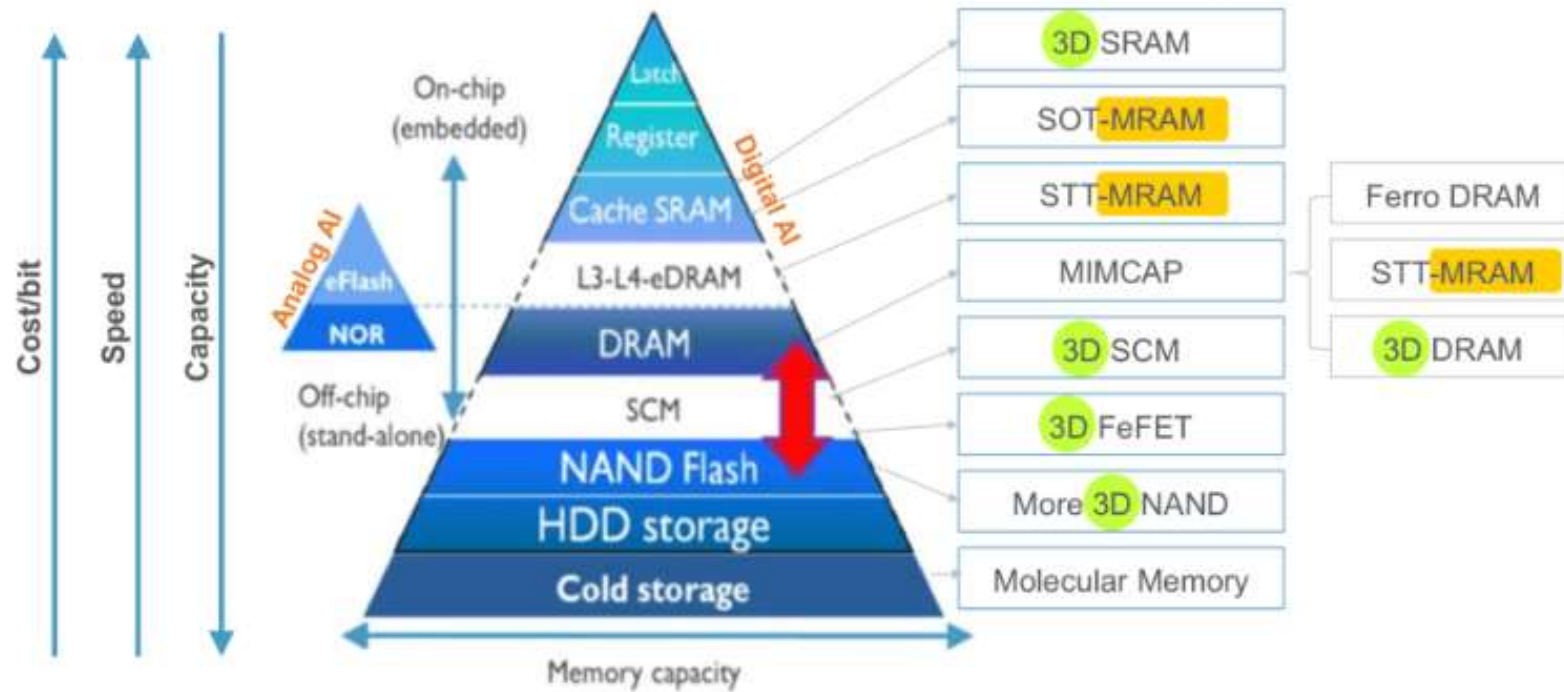 Cost/bit
Speed
Capacity
On-chip
(embedded)
Analog AI
eFlash
NOR
Off-chip
(stand-alone)
Latch
Register
Cache SRAM
L3-L4-eDRAM
DRAM
SCM
NAND Flash
HDD storage
Cold storage
Memory capacity
Digital AI
3D SRAM
SOT-MRAM
STT-MRAM
MIMCAP
3D SCM
3D FeFET
More 3D NAND
Molecular Memory
Ferro DRAM
STT-MRAM
3D DRAM